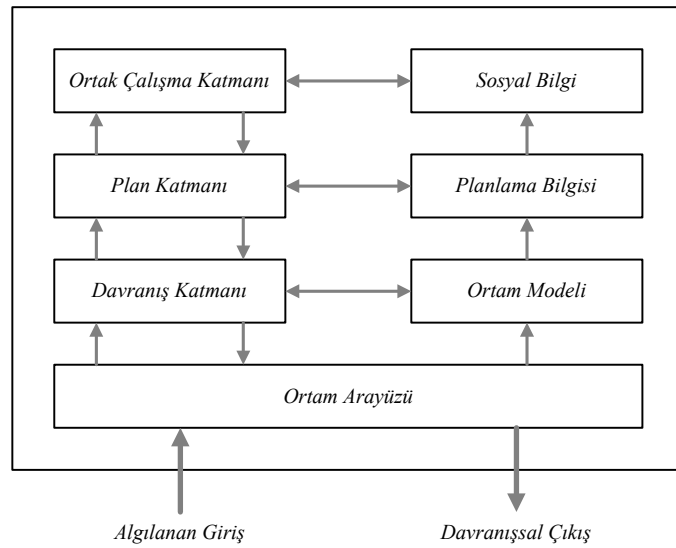 Ortak Çalışma Katmanı
Sosyal Bilgi
Plan Katmanı
Planlama Bilgisi
Davranış Katmanı
Ortam Modeli
Ortam Arayüzü
Algılanan Giriş
Davranışsal Çıkış